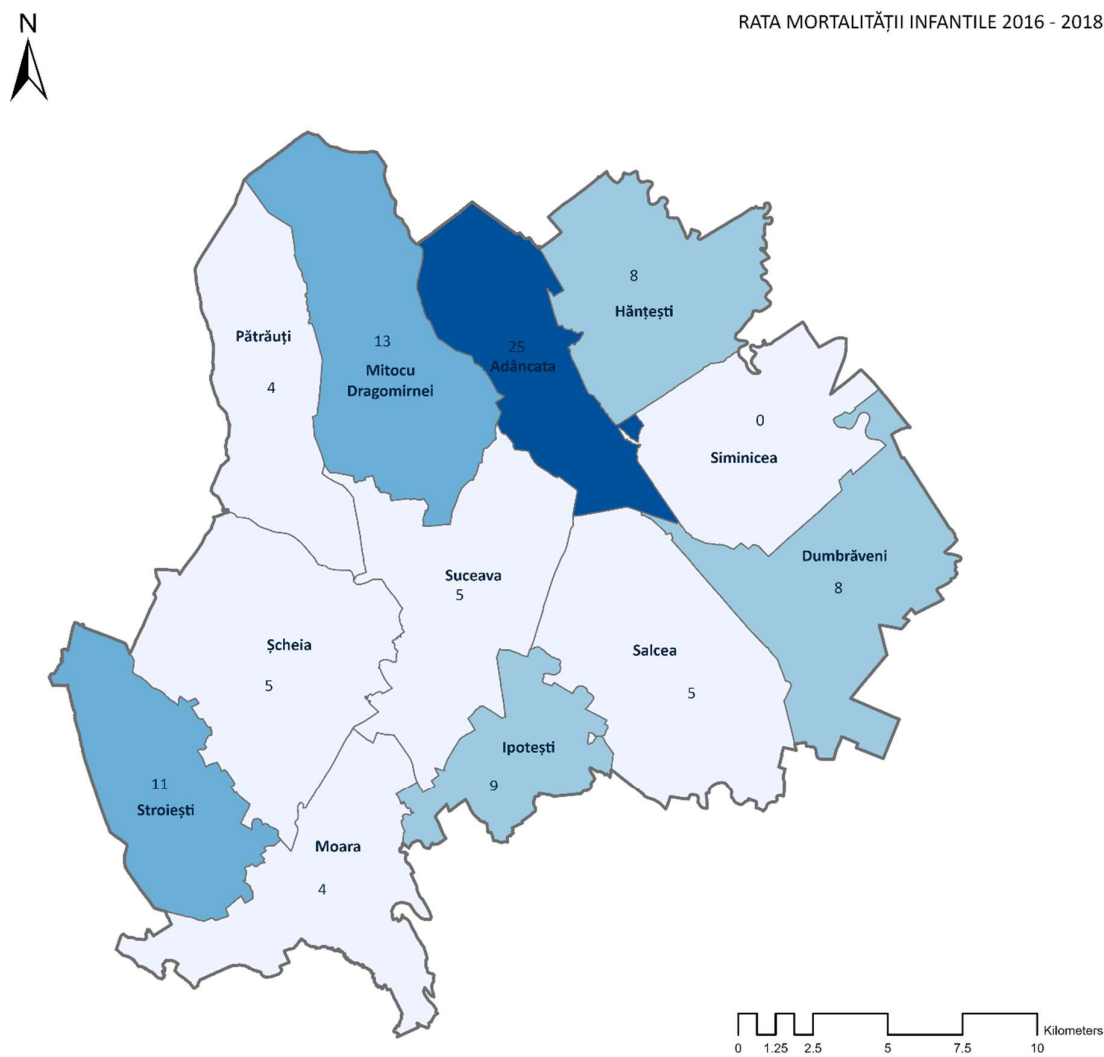 N
RATA MORTALITĂȚII INFANTILE 2016 - 2018
8
Hănțești
Pătrăuți
4
13
Mitocu
Dragomirnei
25
Adâncata
0
Siminicea
Dumbrăveni
8
Suceava
5
Șcheia
5
Salcea
5
Ipotești
9
11
Stroiești
Moara
4
Kilometers
0 1.25 2.5 5 7.5 10